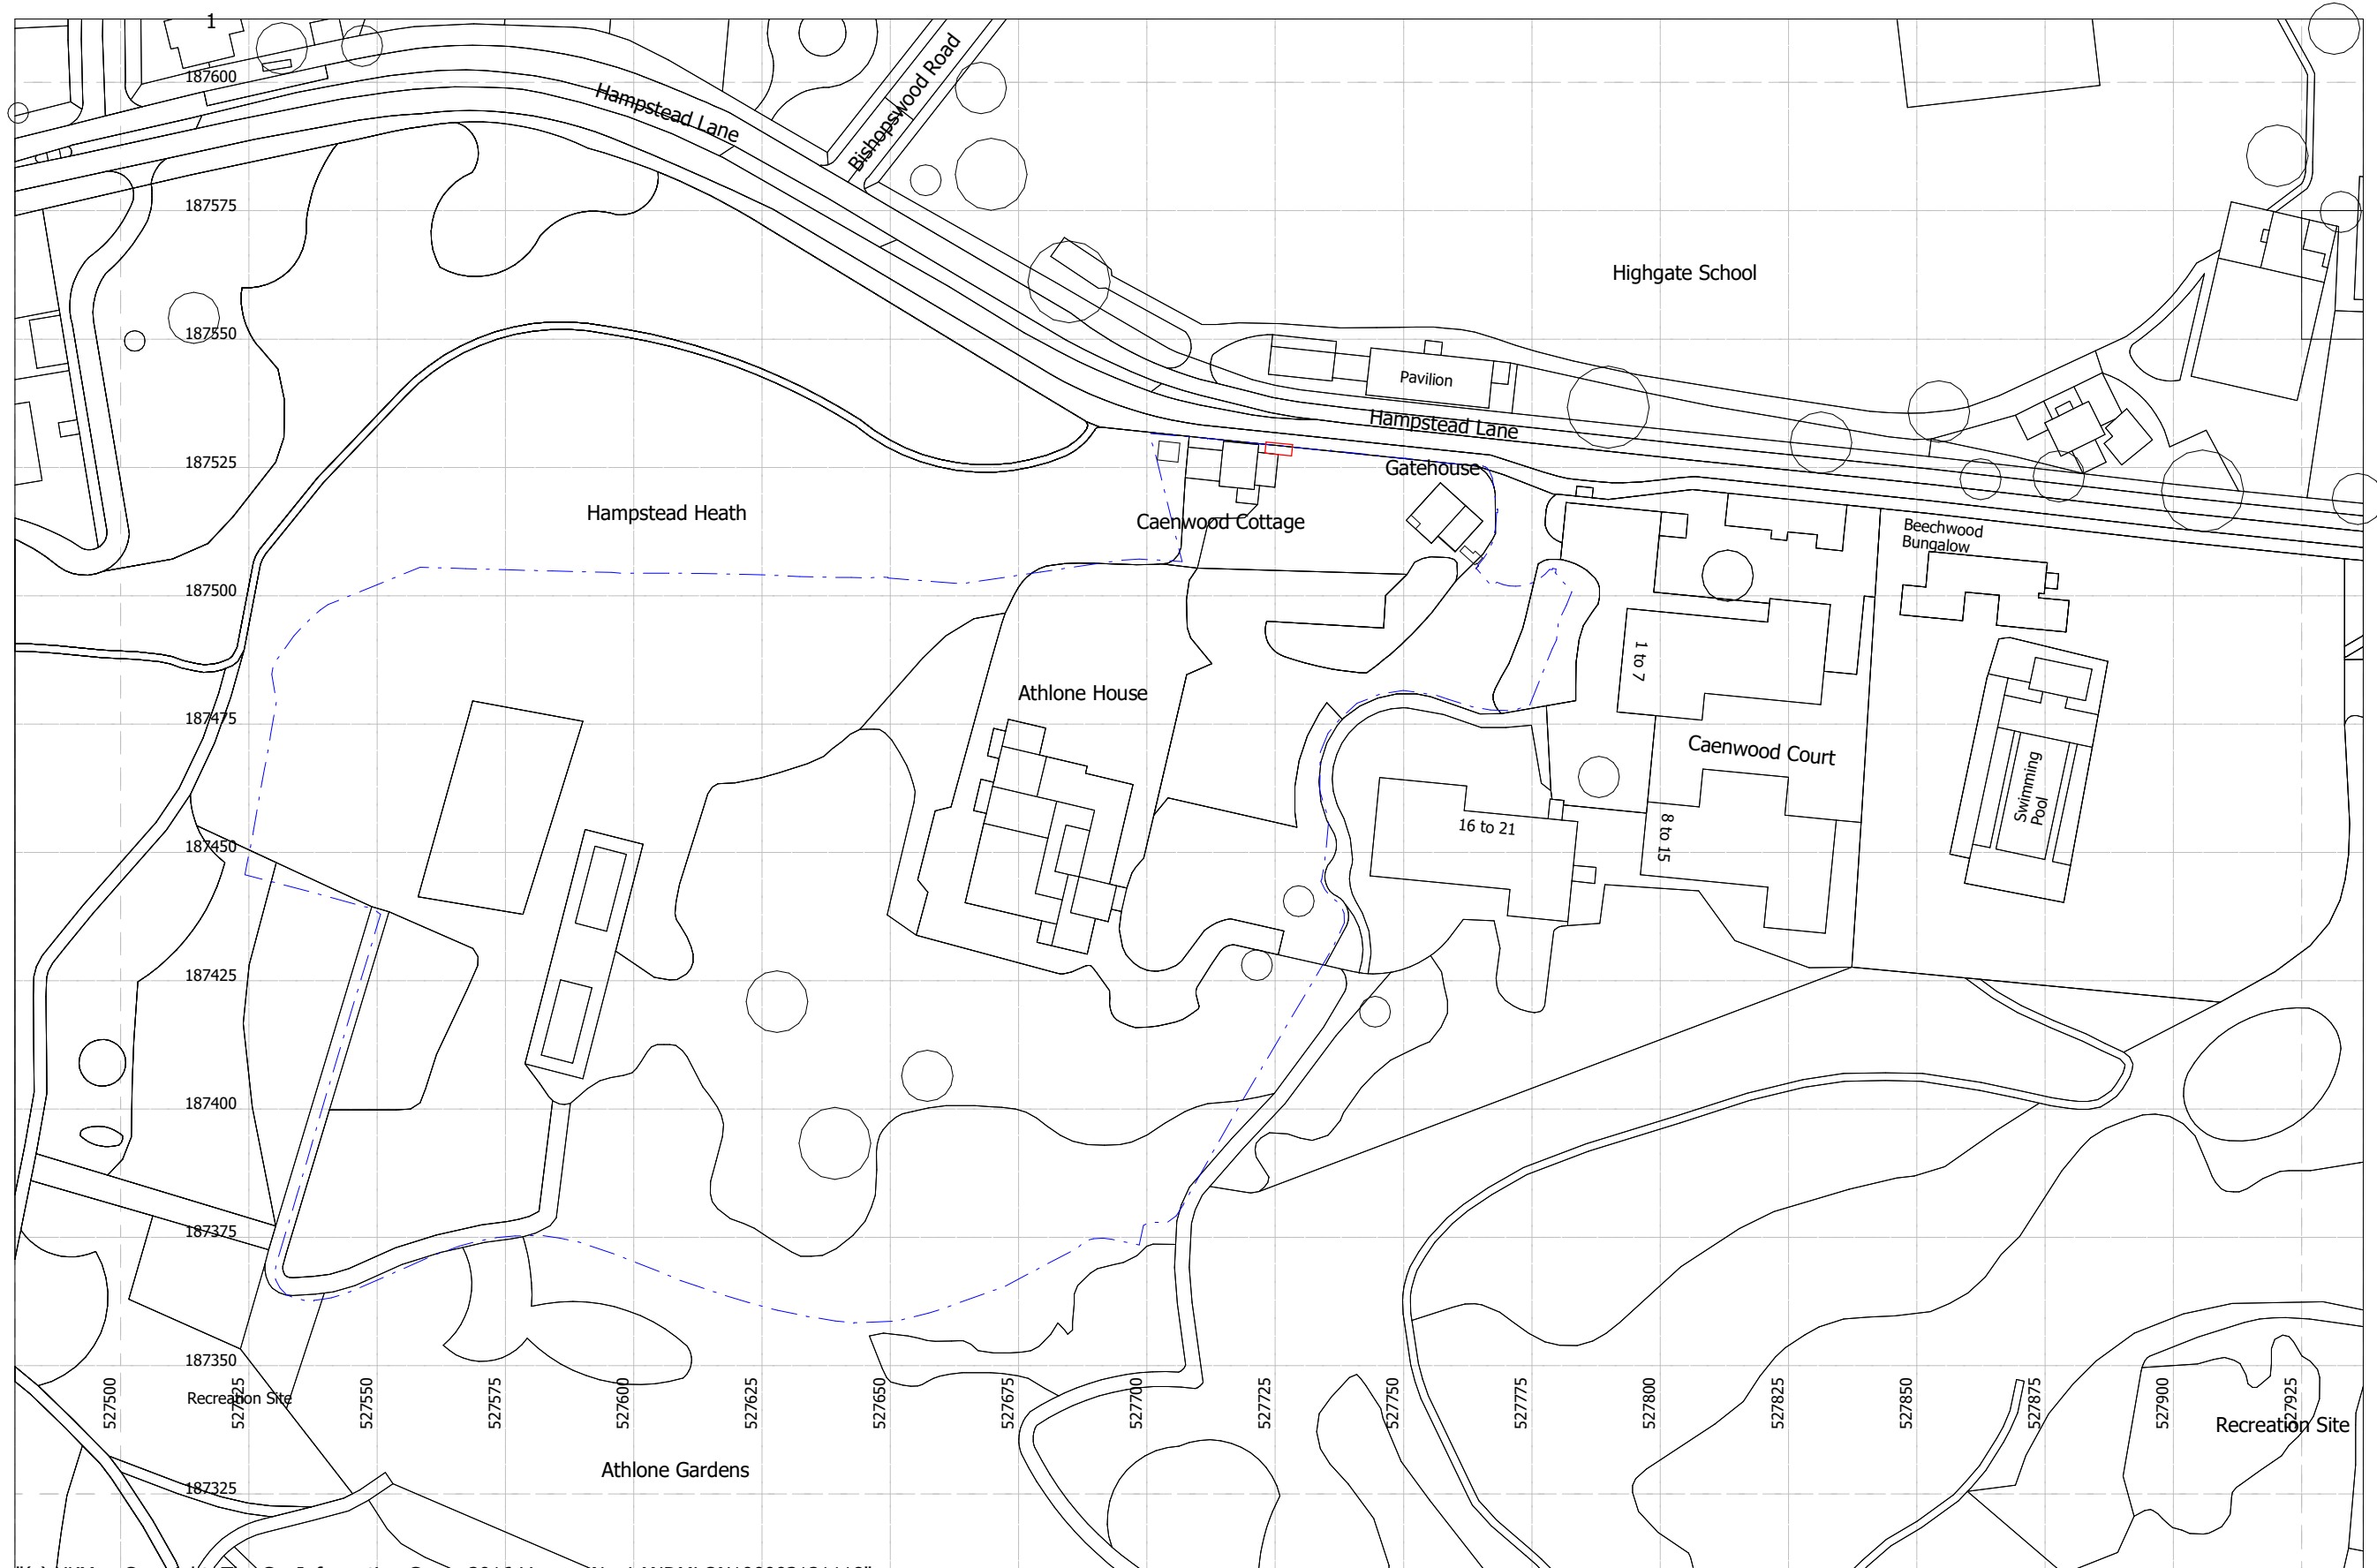 1
187600
Hampstead Lane
Bishopswood Road
187575
Highgate School
187550
Pavilion
Hampstead Lane
187525
Gatehouse
Hampstead Heath
Caenwood Cottage
Beechwood
Bungalow
187500
1 to 7
Athlone House
187475
Caenwood Court
Swimming
Pool
16 to 21
8 to 15
187450
187425
187400
187375
187350
527500
527525
527550
527575
527600
527625
527650
527675
527700
527725
527750
527775
527800
527825
527850
527875
527900
527925
Recreation Site
Recreation Site
Athlone Gardens
187325